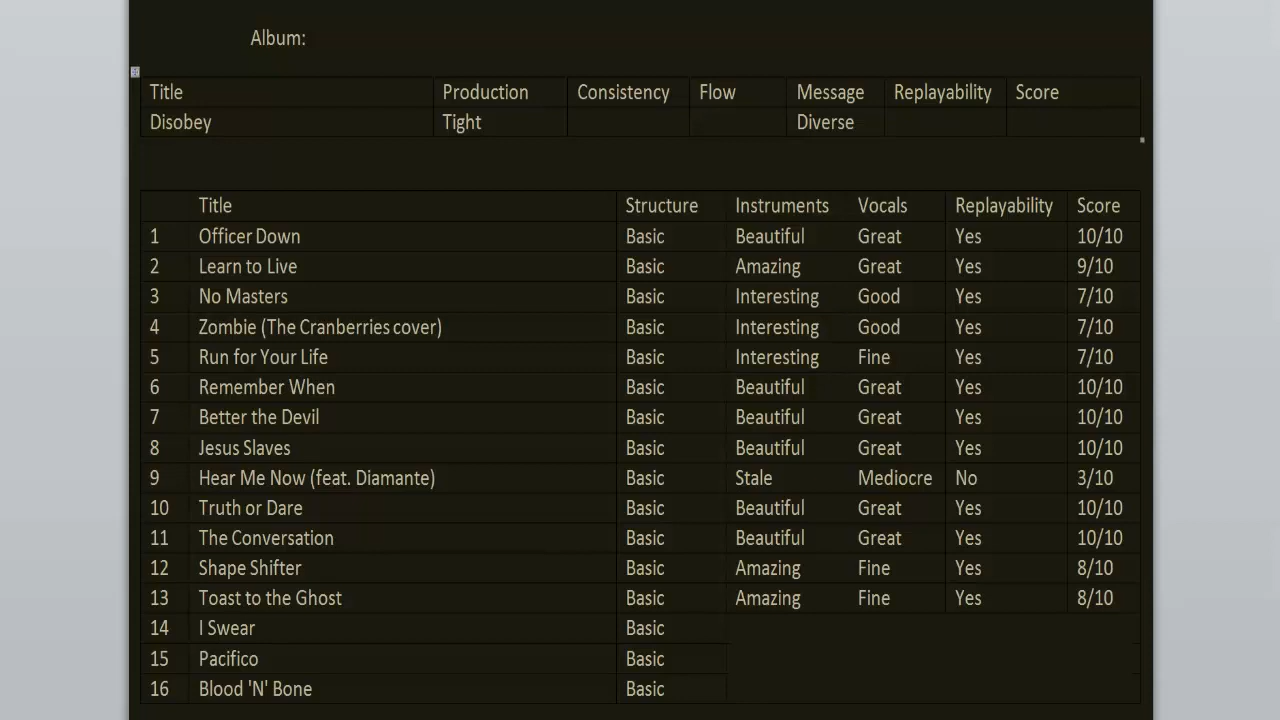 Album:
Title Production Consistency Flow Message Replayability Score
Disobey Tight Diverse
Title Structure Instruments Vocals Replayability Score
1 Officer Down Basic Beautiful Great Yes 10/10
2 Learn to Live Basic Amazing Great Yes 9/10
3 No Masters Basic Interesting Good Yes 7/10
4 Zombie (The Cranberries cover) Basic Interesting Good Yes 7/10
5 Run for Your Life Basic Interesting Fine Yes 7/10
6 Remember When Basic Beautiful Great Yes 10/10
7 Better the Devil Basic Beautiful Great Yes 10/10
8 Jesus Slaves Basic Beautiful Great Yes 10/10
9 Hear Me Now (feat. Diamante) Basic Stale Mediocre No 3/10
10 Truth or Dare Basic Beautiful Great Yes 10/10
11 The Conversation Basic Beautiful Great Yes 10/10
12 Shape Shifter Basic Amazing Fine Yes 8/10
13 Toast to the Ghost Basic Amazing Fine Yes 8/10
14 I Swear Basic
15 Pacifico Basic
16 Blood 'N' Bone Basic